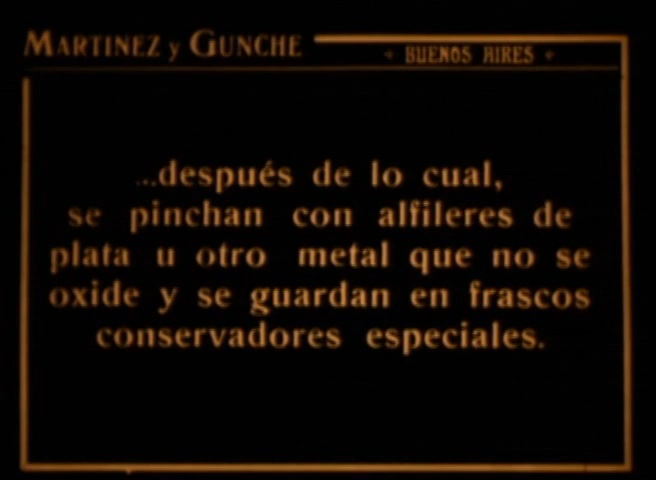 MARTINEZ y GUNCHE
BUENOS AIRES
...después de lo cual,
se pinchan con alfileres de
plata u otro metal que no se
oxide y se guardan en frascos
conservadores especiales.